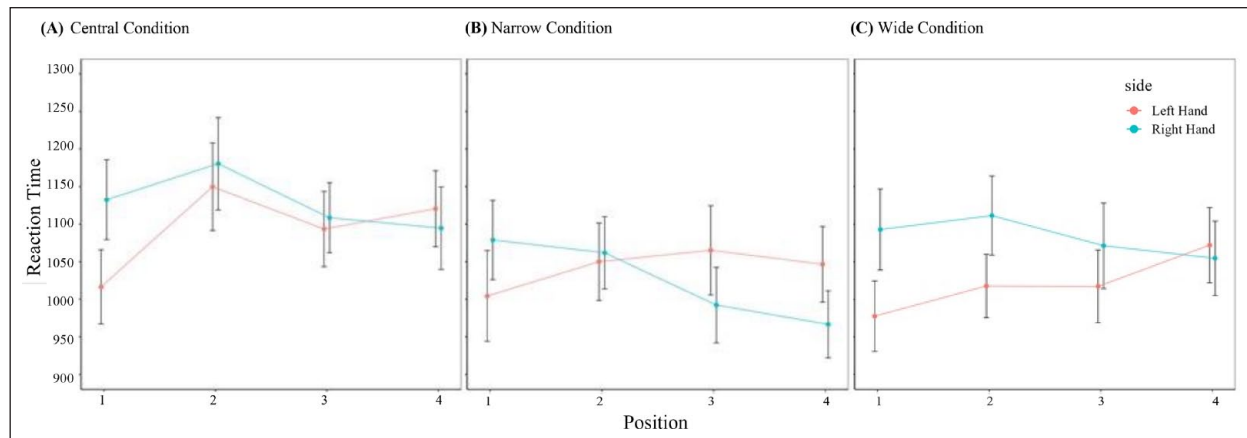 (A) Central Condition
(B) Narrow Condition
(C) Wide Condition
1300
1250
1200
1150
1100
1050
1000
950
900
Reaction Time
side
Left Hand
Right Hand
1 2 3 4
1 2 3 4
1 2 3 4
Position